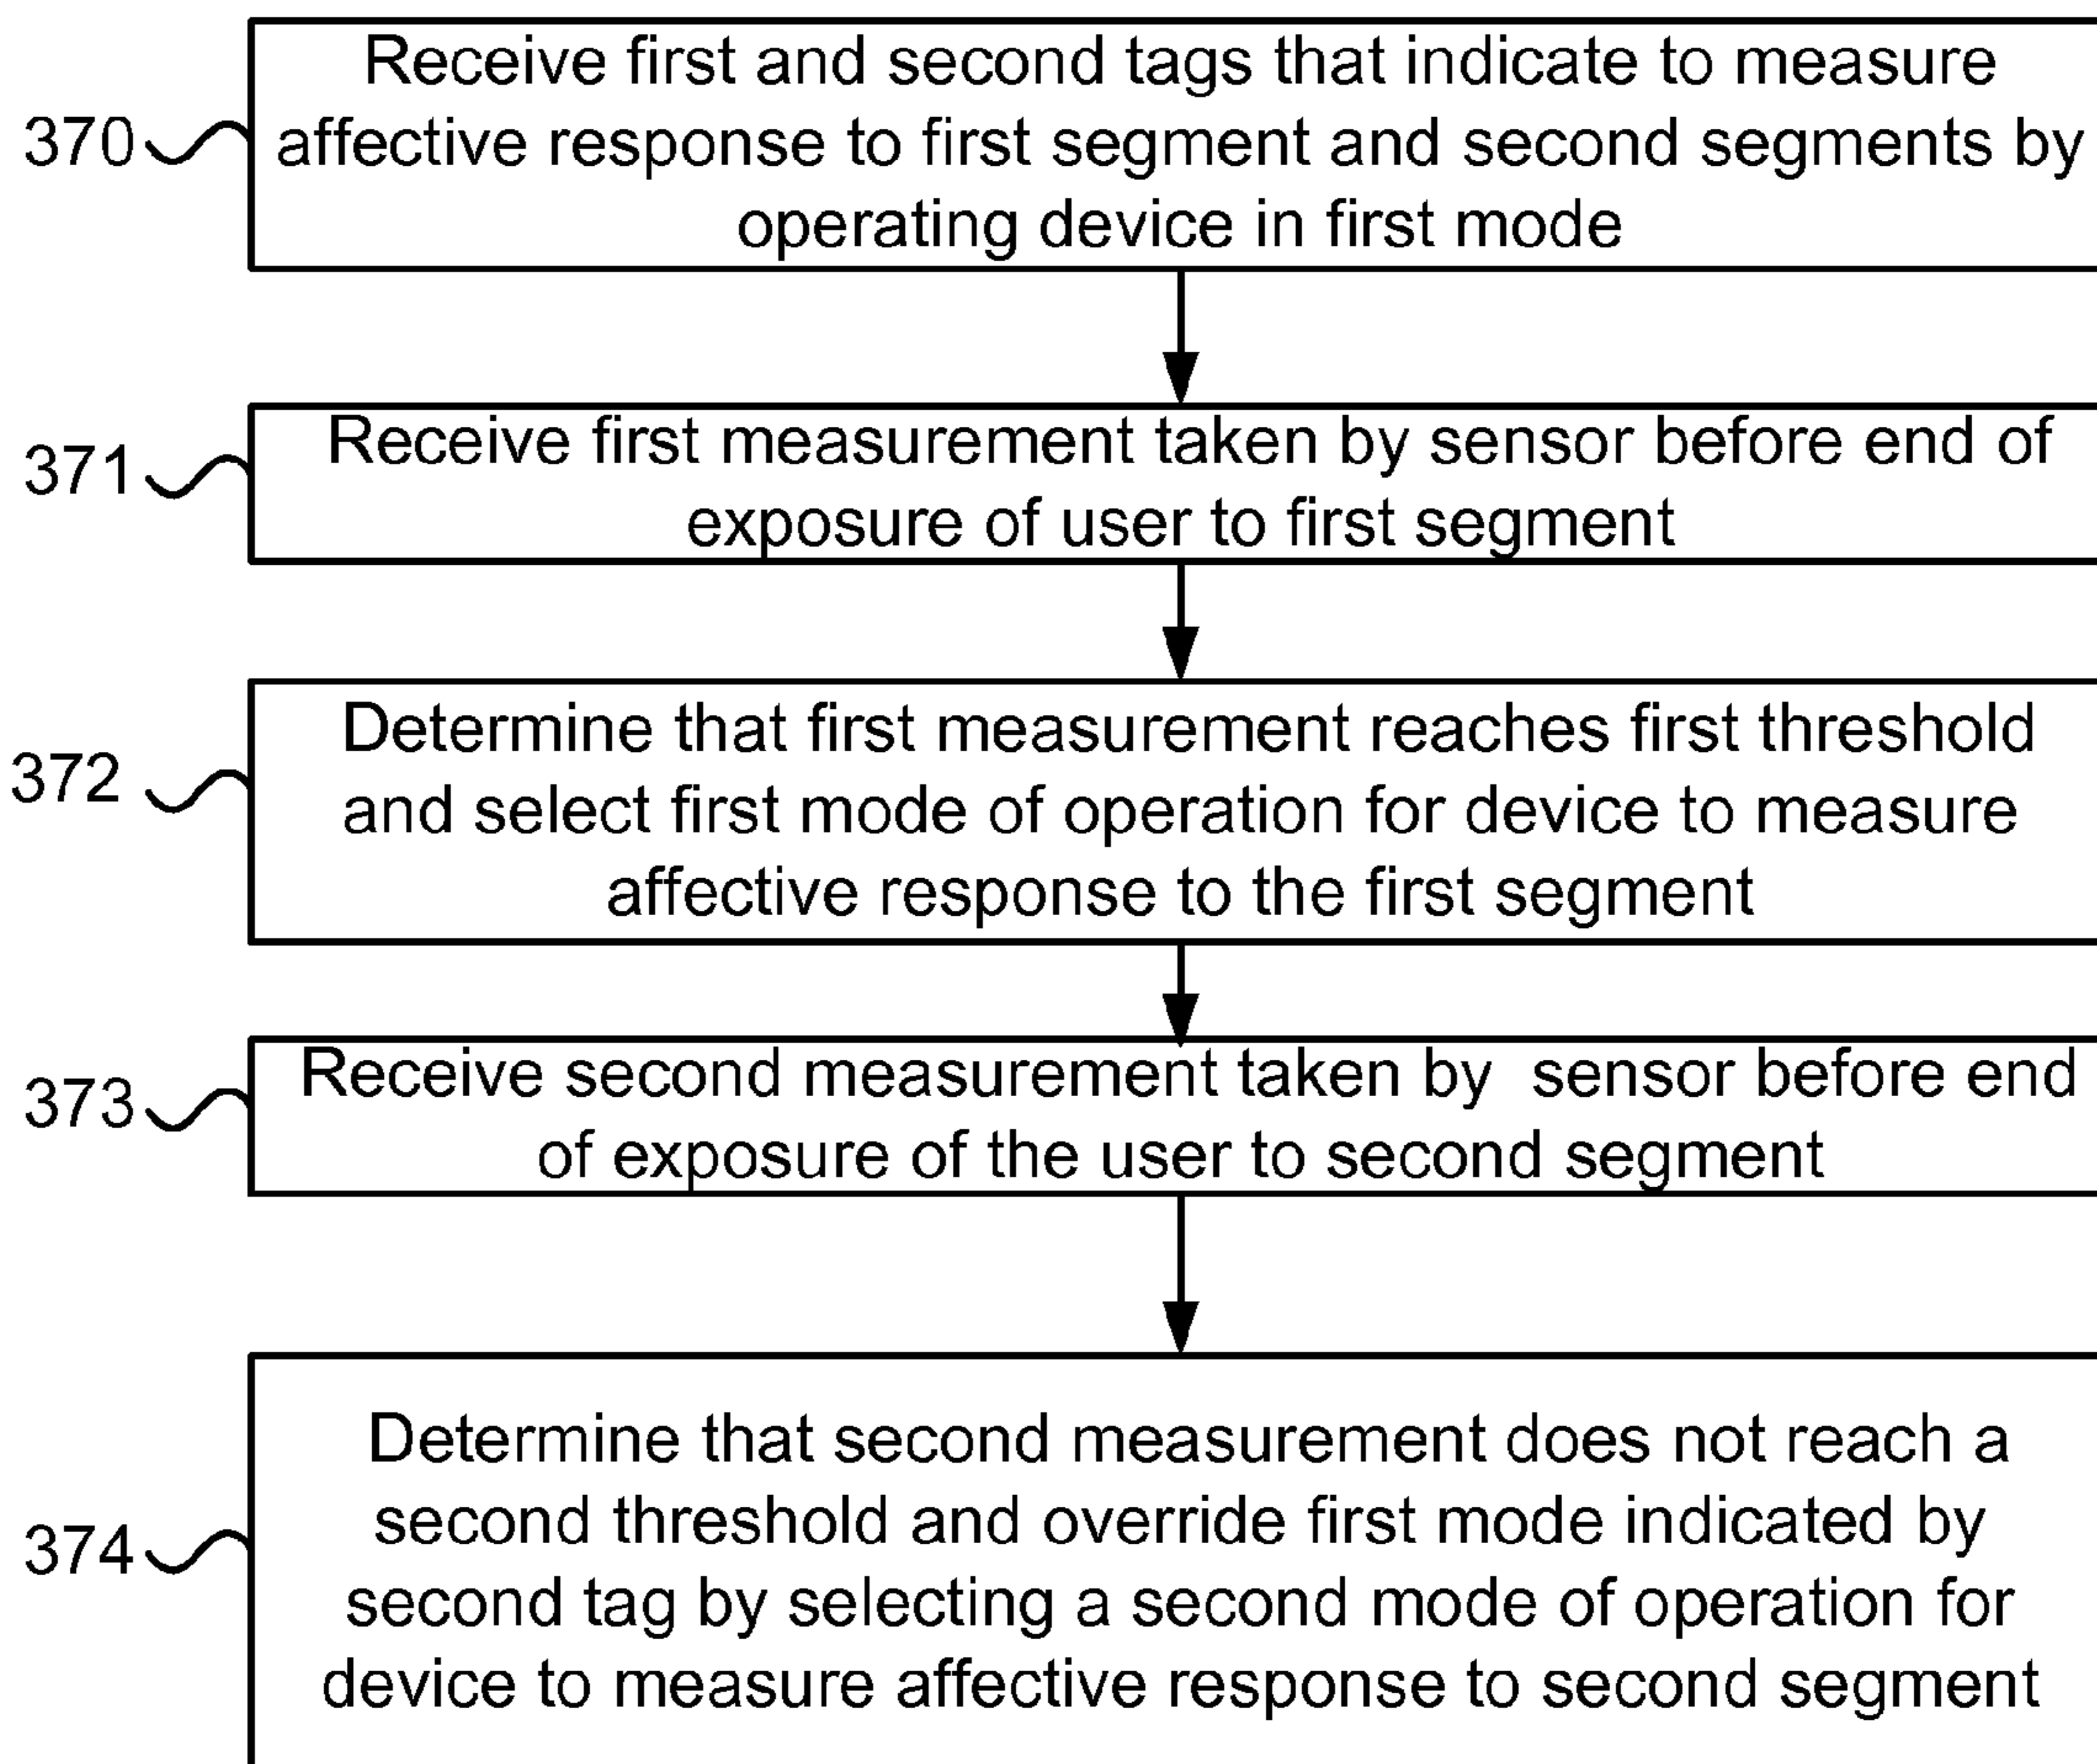 Receive first and second tags that indicate to measure
370
affective response to first segment and second segments by
operating device in first mode
Receive first measurement taken by sensor before end of
371
exposure of user to first segment
Determine that first measurement reaches first threshold
372
and select first mode of operation for device to measure
affective response to the first segment
Receive second measurement taken by  sensor before end
373
of exposure of the user to second segment
Determine that second measurement does not reach a
second threshold and override first mode indicated by
374
second tag by selecting a second mode of operation for
device to measure affective response to second segment